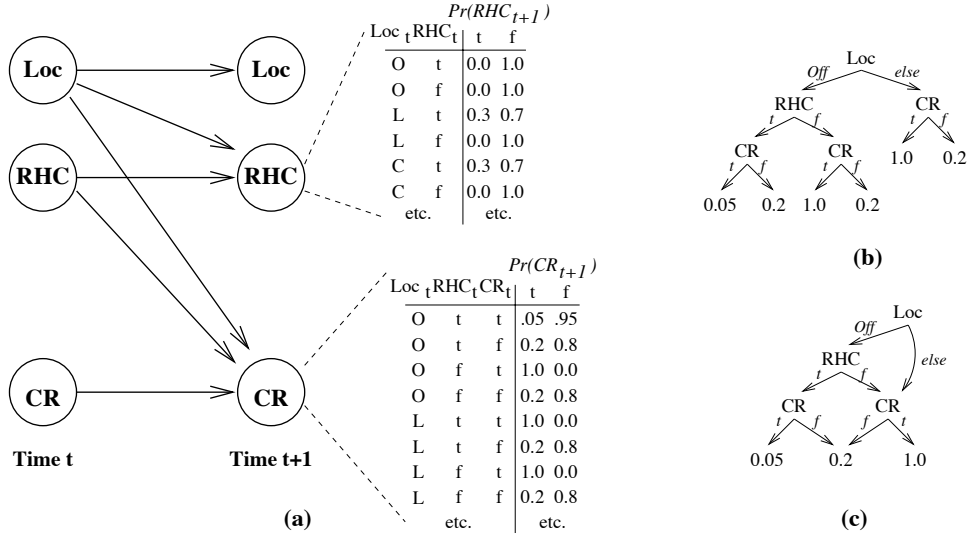 Loc
Loc
RHC
RHC
CR
CR
Time t
Time t+1
(a)
Pr(RHC t+1)
Loc t RHC t t f
O t 0.0 1.0
O f 0.0 1.0
L t 0.3 0.7
L f 0.0 1.0
C t 0.3 0.7
C f 0.0 1.0
etc. etc.
Pr(CR t+1)
Loc t RHC t CR t t f
O t t .05 .95
O t f 0.2 0.8
O f t 1.0 0.0
O f f 0.2 0.8
L t t 1.0 0.0
L t f 0.2 0.8
L f t 1.0 0.0
L f f 0.2 0.8
etc. etc.
Loc
Off else
RHC CR
t f t f
CR CR 1.0 0.2
t f t f
0.05 0.2 1.0 0.2
(b)
Loc
Off
else
RHC
t f
CR CR
t f f t
0.05 0.2 1.0
(c)